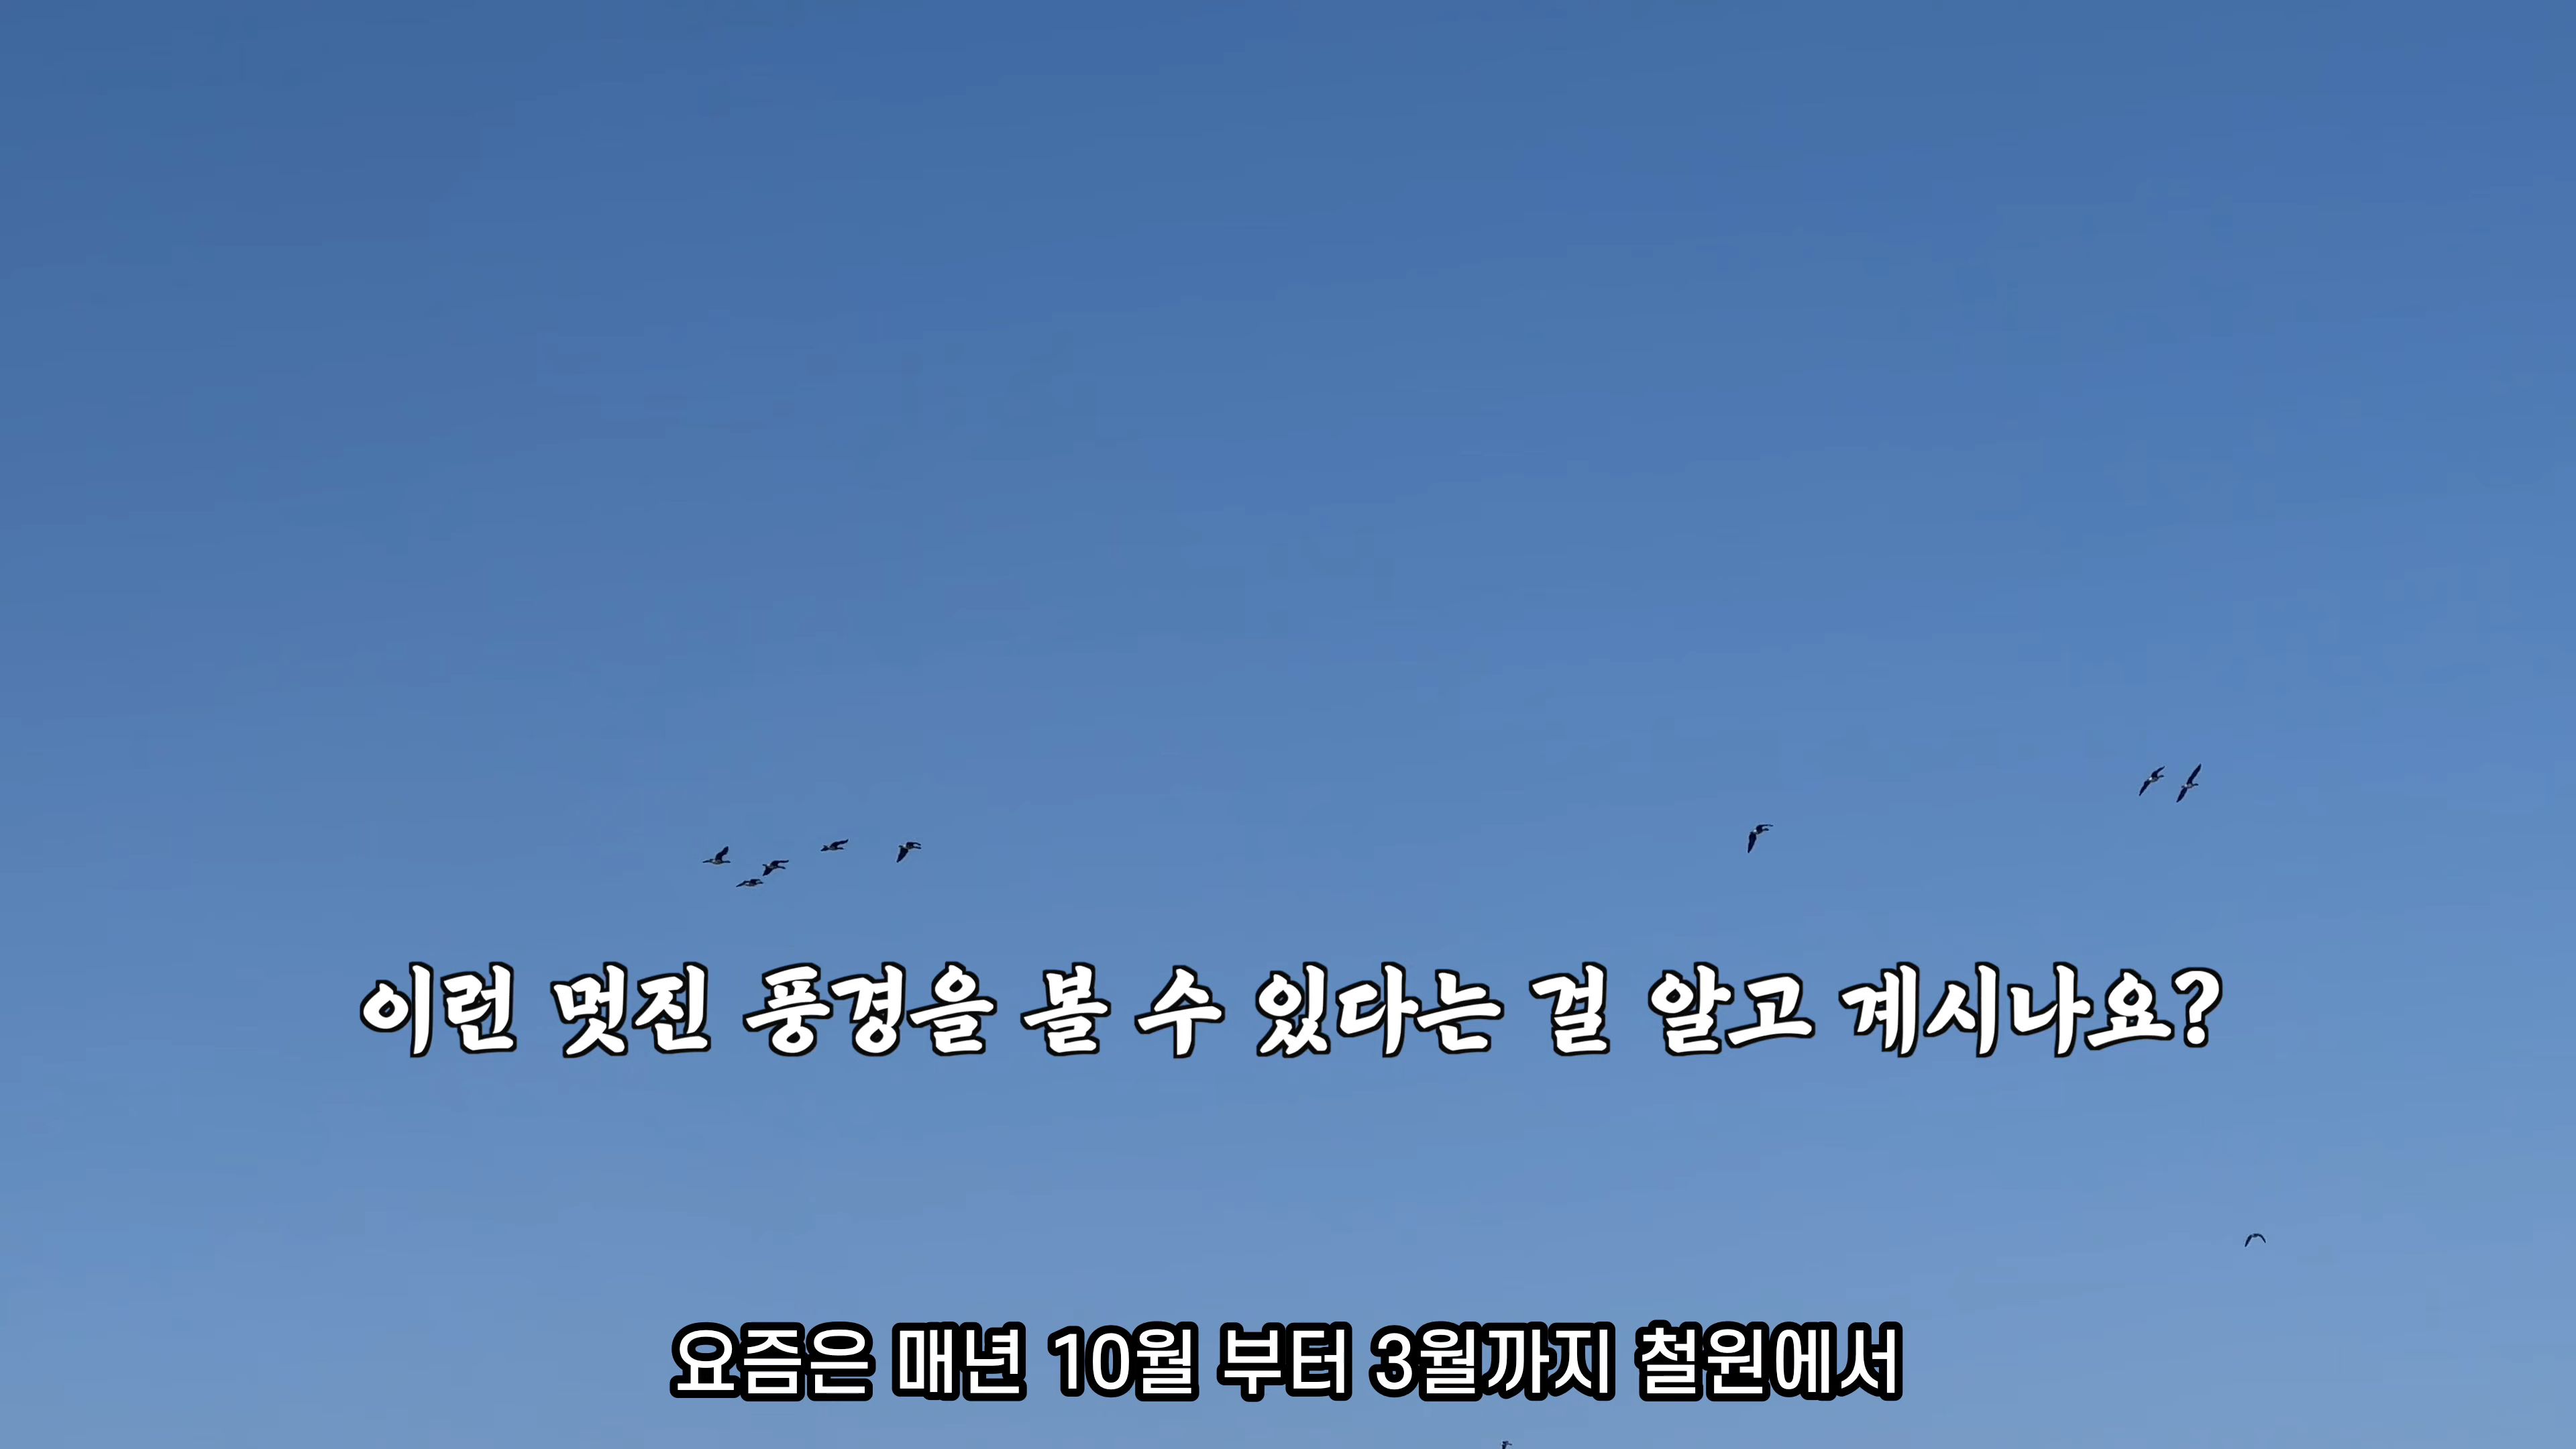 이런 멋진 풍경을 볼 수 있다는 걸 알고 계시나요?
요즘은 매년 10월 부터 3월까지 철원에서